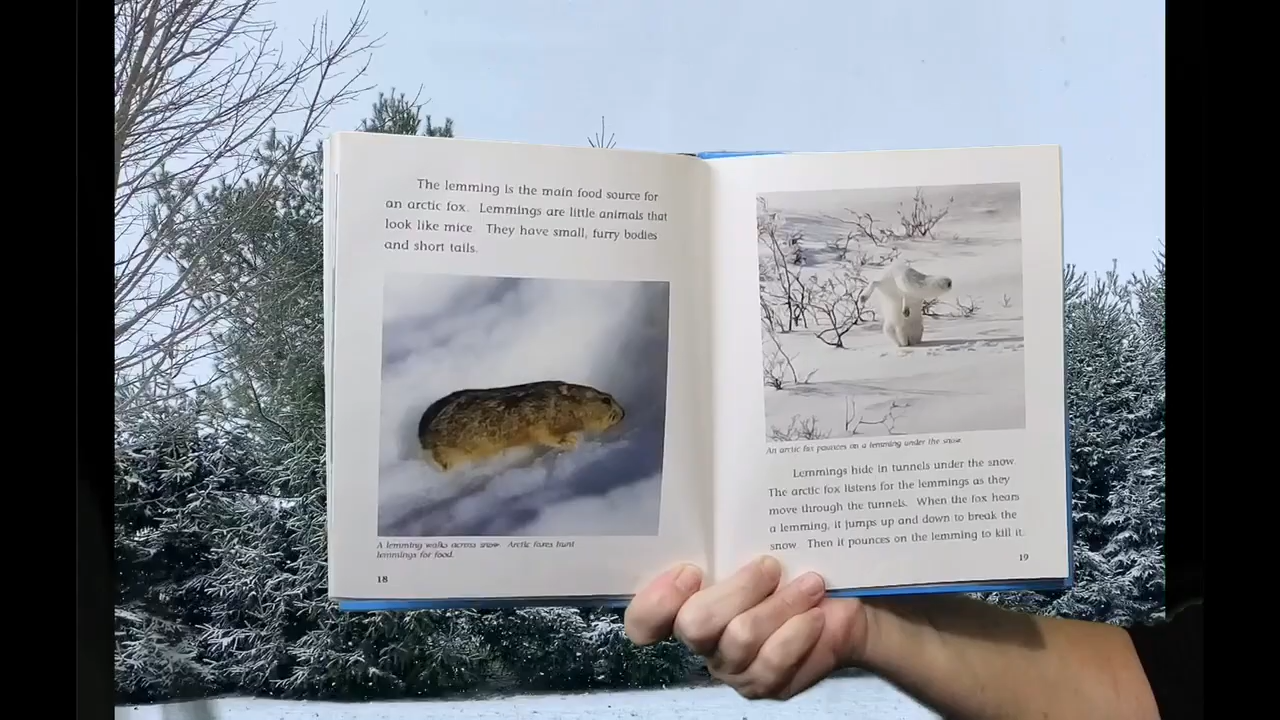 The lemming is the main food source for
an arctic fox. Lemmings are little animals that
look like mice. They have small, furry bodies
and short tails.
A lemming walks across snow. Arctic foxes hunt
lemmings for food.
18
An arctic fox pounces on a lemming under the snow.
Lemmings hide in tunnels under the snow.
The arctic fox listens for the lemmings as they
move through the tunnels. When the fox hears
a lemming, it jumps up and down to break the
snow. Then it pounces on the lemming to kill it.
19